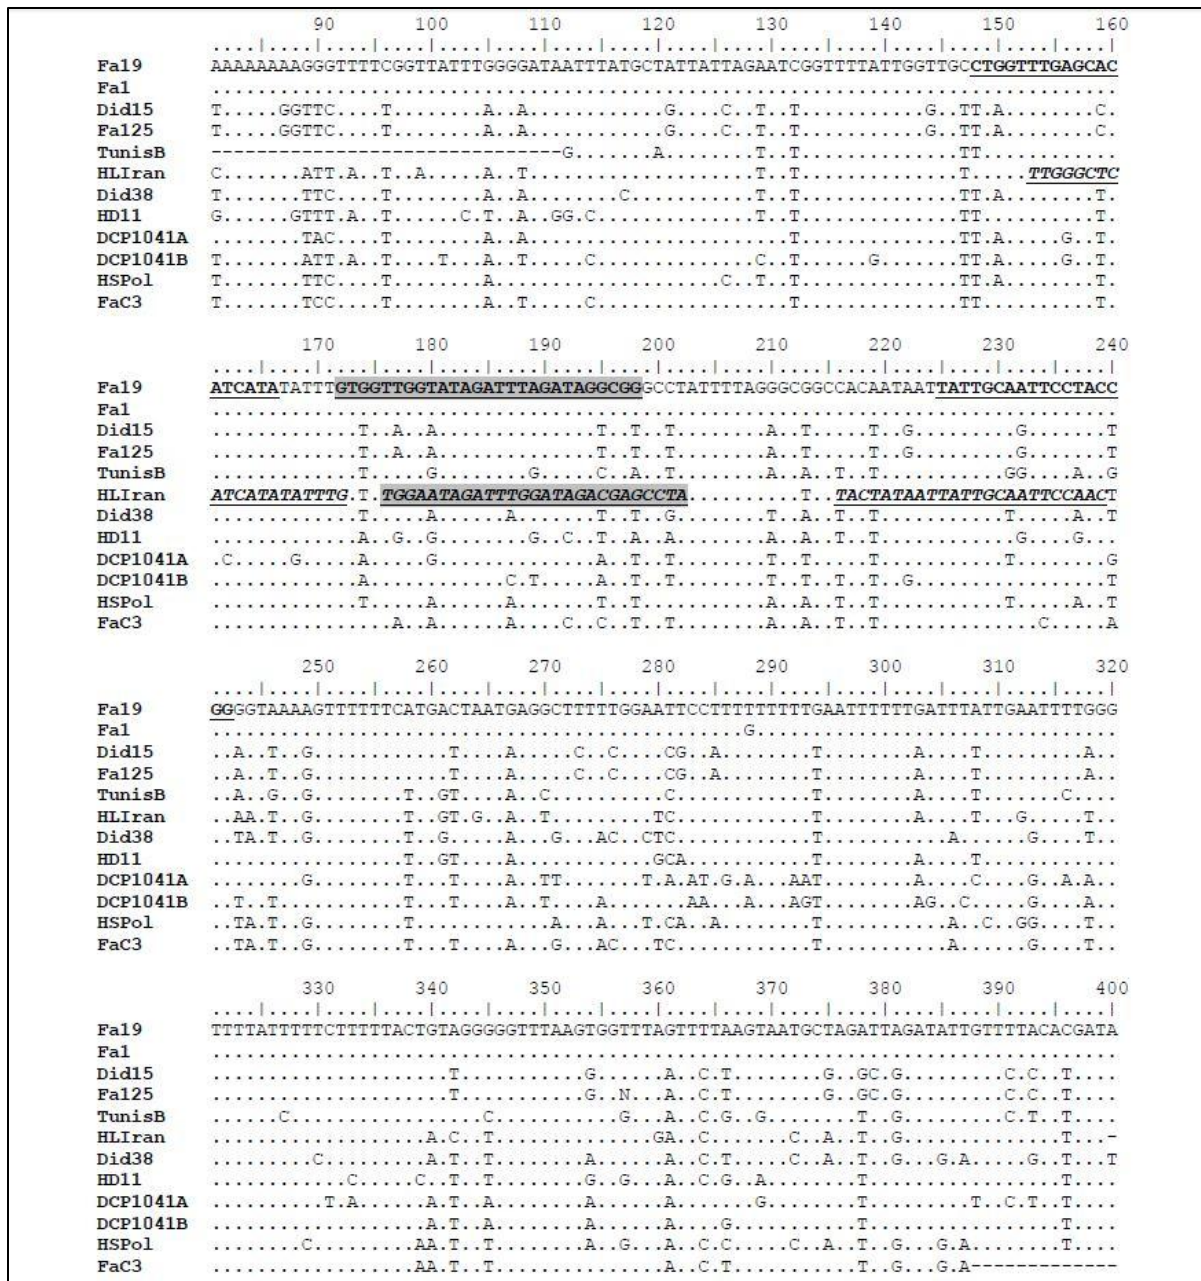 90 100 110 120 130 140 150 160
....|....|....|....|....|....|....|....|....|....|....|....|....|....|....|....|
Fa19 AAAAAAAAGGGTTTTCGGTTATTTGGGGATAATTTATGCTATTATTAGAATCGGTTTTATTGGTTGCCTGGTTTGAGCAC
Fa1 ................................................................................
Did15 T.....GGTTC....T........A..A............G....C..T..T...........G..TT.A........C.
Fa125 T.....GGTTC....T........A..A............G....C..T..T...........G..TT.A........C.
TunisB -------------------------------G.......A........T..T..............TT............
HLIran C.......ATT.A..T..A.....A..T....................T..T..............T.....TTGGGCTC
Did38 T.......TTC....T........A..A........C...........T..T..............TT.A........T.
HD11 G......GTTT.A..T......C.T..A..GG.C..............T..T..............TT..........T.
DCP1041A ........TAC....T........A..A.......................T..............TT.A.....G..T.
DCP1041B T.......ATT.A..T....T...A..T.....C..............C..T......G.......TT.A.....G..T.
HSPol T.......TTC....T........A....................C..T..T..............TT.A........T.
FaC3 T.......TCC....T........A..T.....C.................T..............TT..........T.
170 180 190 200 210 220 230 240
....|....|....|....|....|....|....|....|....|....|....|....|....|....|....|....|
Fa19 ATCATATATTTGTGGTTGGTATAGATTTAGATAGGCGGGCCTATTTTAGGGCGGCCACAATAATTATTGCAATTCCTACC
Fa1 ................................................................................
Did15 .............T..A..A..............T..T..T........A..T.....T..G.........G.......T
Fa125 .............T..A..A..............T..T..T........A..T.....T..G.........G.......T
TunisB .............T.....G........G.....C..A..T........A..A..T..T...........GG....A..G
HLIran ATCATATATTTG.T.TGGAATAGATTTGGATAGACGAGCCTA..........T..TACTATAATTATTGCAATTCCAACT
Did38 .............T.....A......A.......T..T..G........T..A..T..T...........T.....A..T
HD11 .............A..G..G........G..C..T..A..A........A..A..T..T............G....G...
DCP1041A .C.....G.....A.....G..............A..T..T........T..T.....T...........T........G
DCP1041B .............A............C.T.....A..T..T........T..T..T..T..G.................T
HSPol .............T.....A......A.......T..T...........A..A..T..T...........T.....A..T
FaC3 ................A..A......A....C..C..T..T........A..A..T..T..............C.....A
250 260 270 280 290 300 310 320
....|....|....|....|....|....|....|....|....|....|....|....|....|....|....|....|
Fa19 GGGGTAAAAGTTTTTTCATGACTAATGAGGCTTTTTGGAATTCCTTTTTTTTTGAATTTTTTGATTTATTGAATTTTGGG
Fa1 ...............................................G................................
Did15 ..A..T..G............T....A.....C..C....CG..A........T........A....T.........A..
Fa125 ..A..T..G............T....A.....C..C....CG..A........T........A....T.........A..
TunisB ..A..G..G........T..GT....A..C..........C............T........A....T.......C....
HLIran ..AA.T..G........T..GT.G..A..T.........TC............T........A....T...G.....T..
Did38 ..TA.T..G........T..G.....A...G...AC..CTC............T...........A......G....T..
HD11 .................T..GT....A............GCA...........T........A....T............
DCP1041A ........G........T...T....A..TT.......T.A.AT.G.A...AAT........A....C....G..A.A..
DCP1041B ..T..T...........T...T....A..T....A.......AA...A...AGT........AG..C.....G....A..
HSPol ..TA.T..G........T............A...A...T.CA...A........T...........A..C..GG....T..
FaC3 ..TA.T..G........T...T....A...G...AC...TC............T...........A......G....T..
330 340 350 360 370 380 390 400
....|....|....|....|....|....|....|....|....|....|....|....|....|....|....|....|
Fa19 TTTTATTTTTCTTTTTACTGTAGGGGGTTTAAGTGGTTTAGTTTTAAGTAATGCTAGATTAGATATTGTTTTACACGATA
Fa1 ................................................................................
Did15 .....................T...........G......A..C.T........G..GC.G.........C.C..T....
Fa125 .....................T...........G..N...A..C.T........G..GC.G.........C.C..T....
TunisB ......C.................C...........G...A..C.G..G........T..G.........C.T..T....
HLIran ...................A.C..T..............GA..C.......C..A..T..G..............T...-
Did38 .........C.........A.T..T........A......A..C.T.....C..A..T..G...G.A.....G..T...T
HD11 ............C.....C..T..T........G..G...A..C.G..A........T.................T....
DCP1041A ..........T.A.......A.T..A........A......A.......G........T.........T..C.T..T....
DCP1041B ...................A.T..A........A......A....G...........T.................T....
HSPol ........C.........AA.T..T........A..G...A..C.C.....C..A..T..G...G.A........T....
FaC3 ..................AA.T..T...............A..C.T...........T..G...G.A-------------